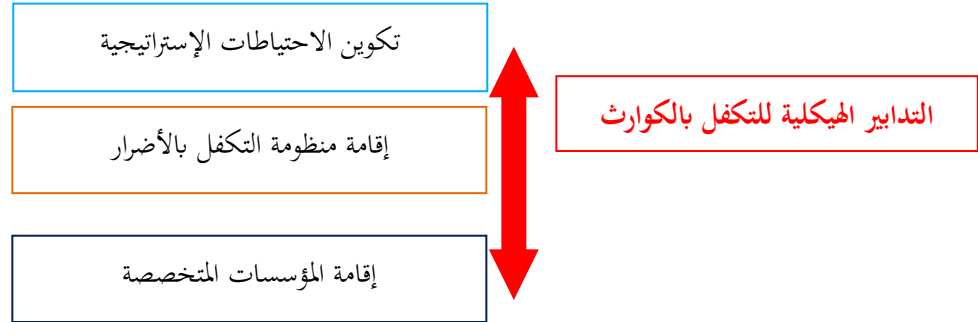 التدابير الهيكلية للتكفل بالكوارث
تكوين الاحتياطات الإستراتيجية
إقامة منظومة التكفل بالأضرار
إقامة المؤسسات المتخصصة